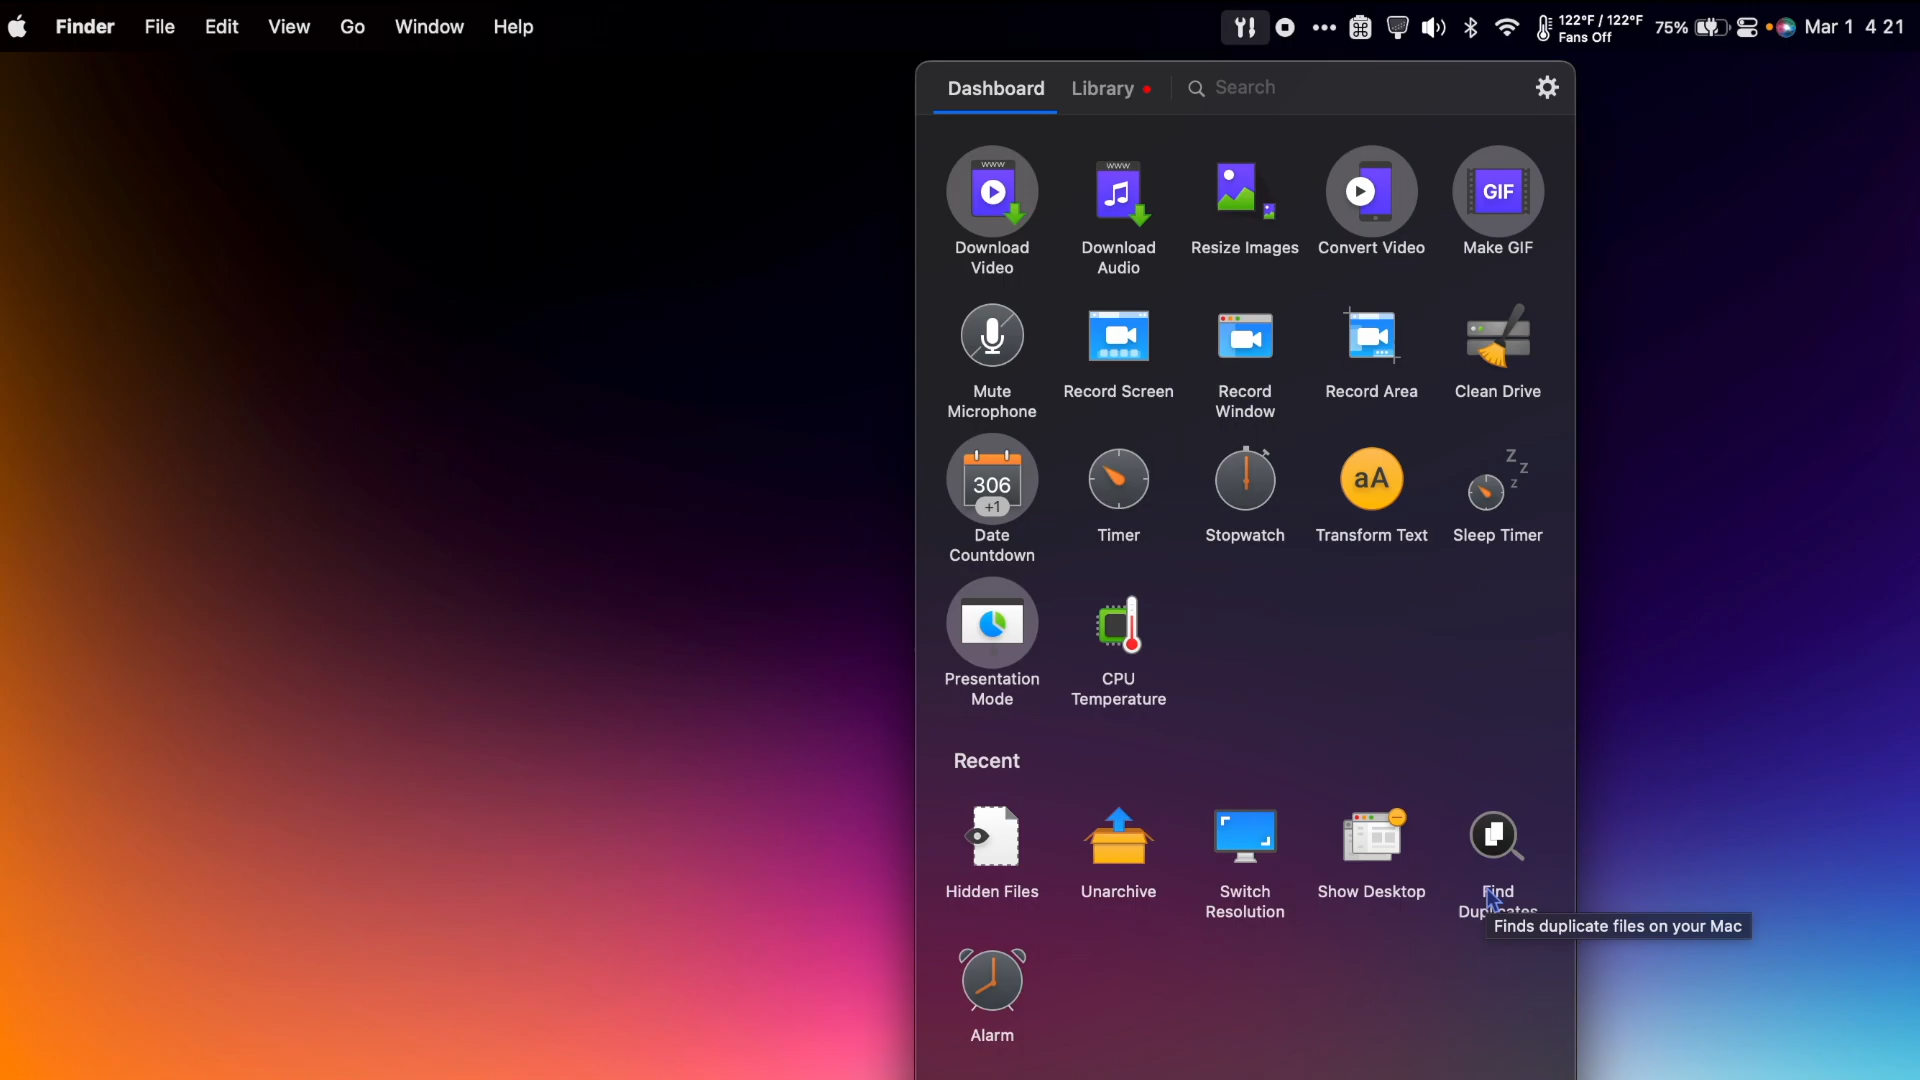 Finder File Edit View Go Window Help
122°F / 122°F
Fans Off
75%
Mar 1 4 21
Dashboard Library Search
www
www
GIF
Download
Video
Download
Audio
Resize Images
Convert Video
Make GIF
Mute
Microphone
Record Screen
Record
Window
Record Area
Clean Drive
306
+1
aA
z
z
z
Date
Countdown
Timer
Stopwatch
Transform Text
Sleep Timer
Presentation
Mode
CPU
Temperature
Recent
Hidden Files
Unarchive
Switch
Resolution
Show Desktop
Find
Duplicates
Finds duplicate files on your Mac
Alarm